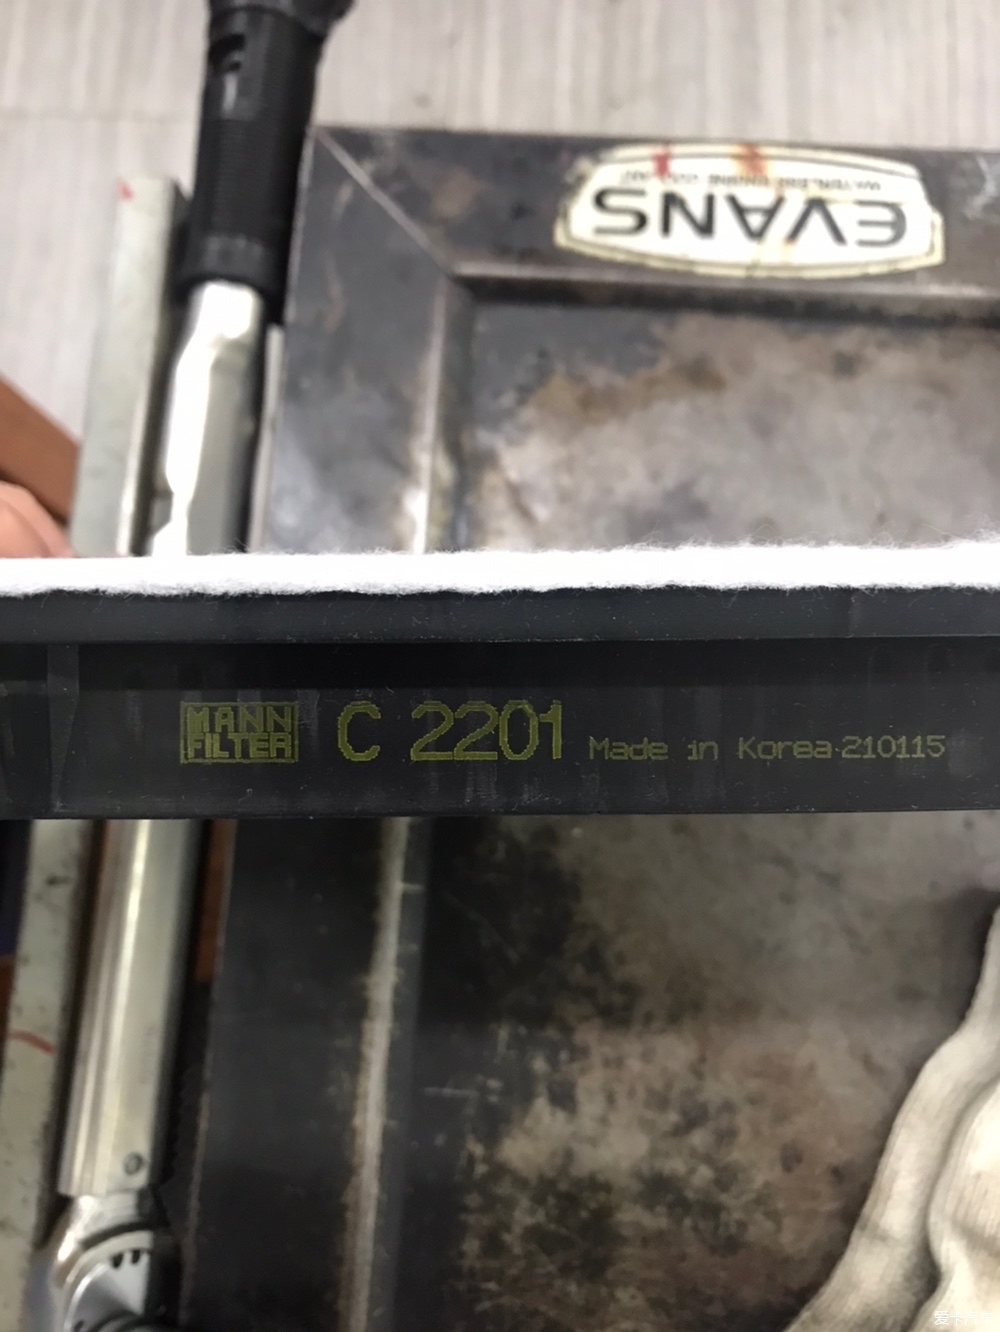 EVANS
MANN
FILTER
C 2201 Made in Korea 210115